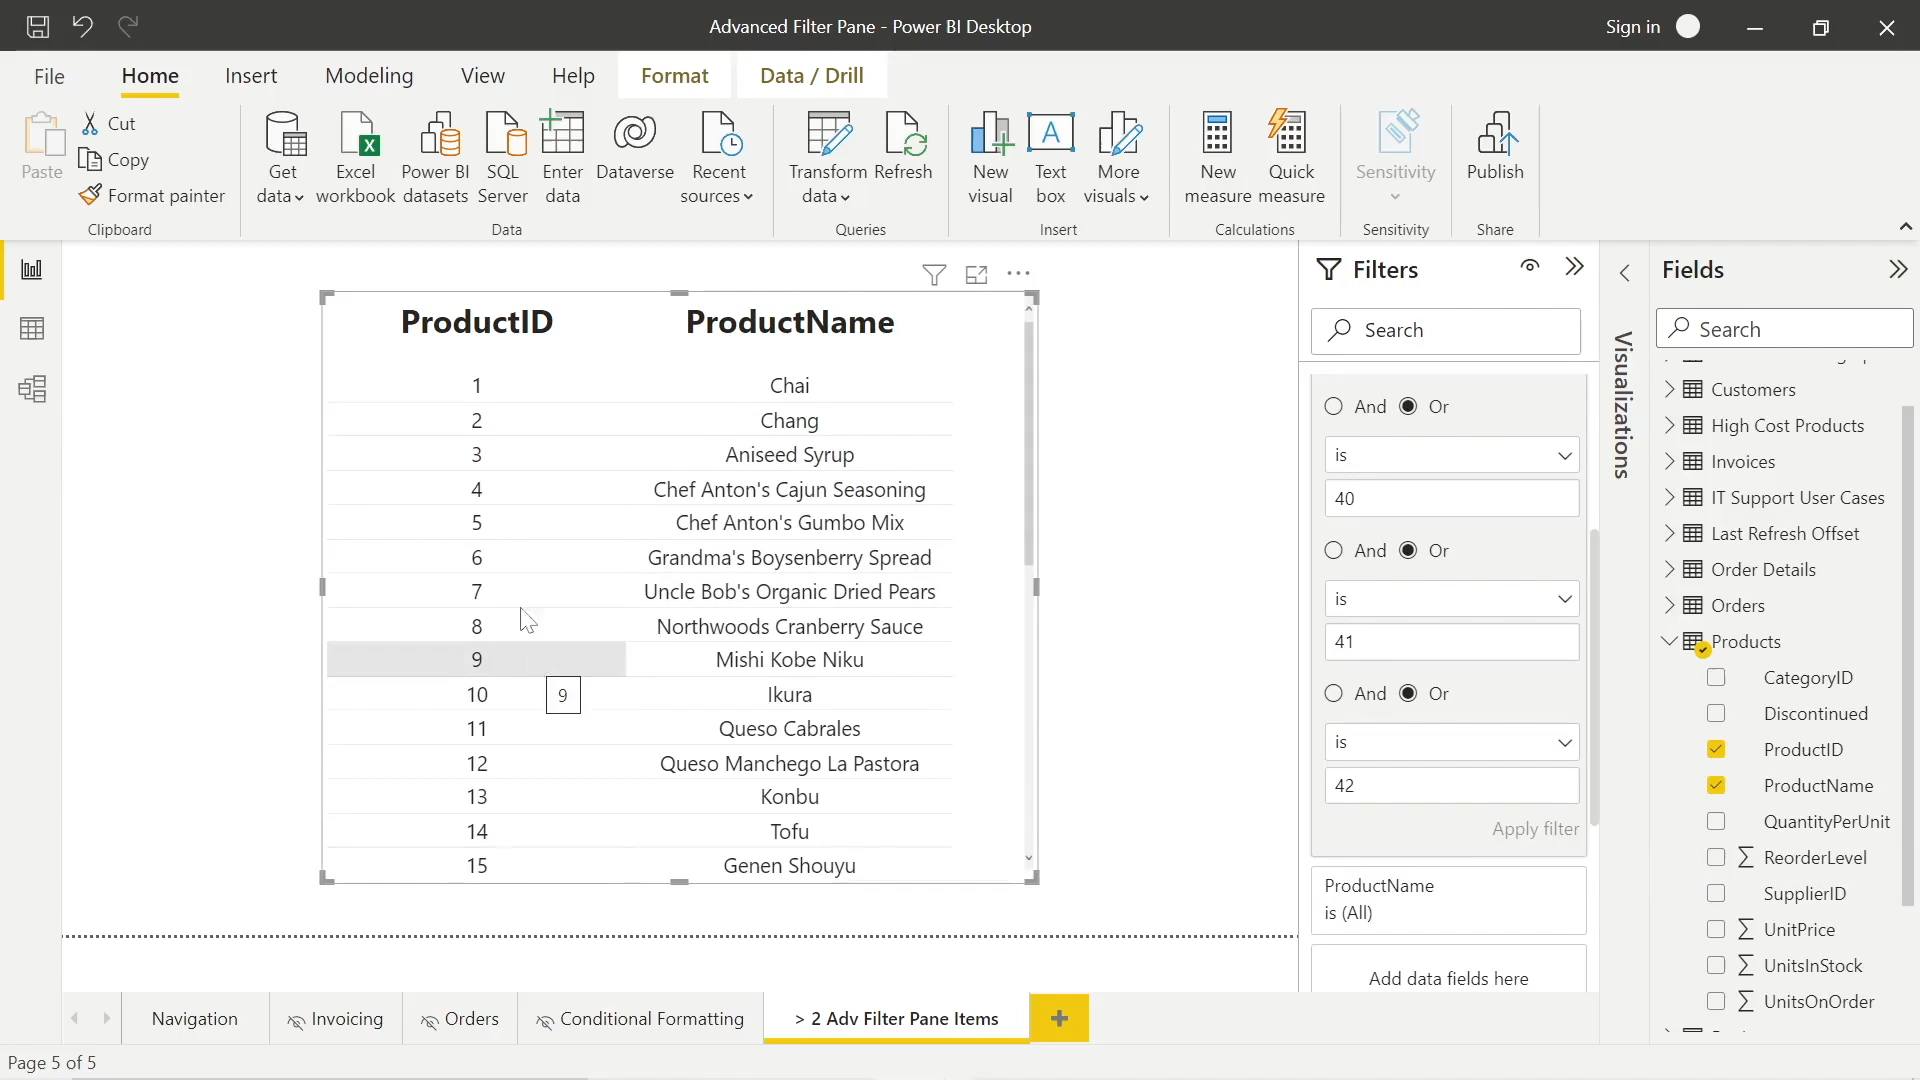 Advanced Filter Pane - Power BI Desktop
Sign in
File
Home
Insert
Modeling
View
Help
Format
Data / Drill
Paste
Cut
Copy
Format painter
Clipboard
Get data
Excel workbook
Power BI datasets
SQL Server
Enter data
Dataverse
Recent sources
Data
Transform data
Refresh
Queries
New visual
Text box
More visuals
Insert
New measure
Quick measure
Calculations
Sensitivity
Sensitivity
Publish
Share
ProductID ProductName
1 Chai
2 Chang
3 Aniseed Syrup
4 Chef Anton's Cajun Seasoning
5 Chef Anton's Gumbo Mix
6 Grandma's Boysenberry Spread
7 Uncle Bob's Organic Dried Pears
8 Northwoods Cranberry Sauce
9 Mishi Kobe Niku
10 Ikura
9
11 Queso Cabrales
12 Queso Manchego La Pastora
13 Konbu
14 Tofu
15 Genen Shouyu
Filters
Search
And Or
is
40
And Or
is
41
And Or
is
42
Apply filter
ProductName
is (All)
Add data fields here
Visualizations
Fields
Search
Customers
High Cost Products
Invoices
IT Support User Cases
Last Refresh Offset
Order Details
Orders
Products
CategoryID
Discontinued
ProductID
ProductName
QuantityPerUnit
ReorderLevel
SupplierID
UnitPrice
UnitsInStock
UnitsOnOrder
Navigation
Invoicing
Orders
Conditional Formatting
> 2 Adv Filter Pane Items
Page 5 of 5